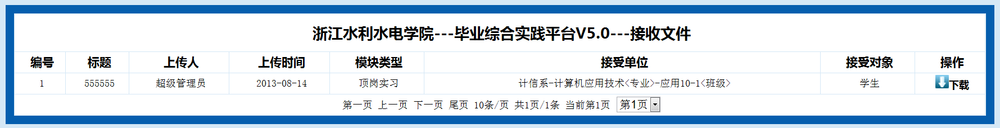 浙江水利水电学院---毕业综合实践平台V5.0---接收文件
编号 标题 上传人 上传时间 模块类型 接受单位 接受对象 操作
1 555555 超级管理员 2013-08-14 顶岗实习 计信系-计算机应用技术<专业>-应用10-1<班级> 学生 下载
第一页 上一页 下一页 尾页 10条/页 共1页/1条 当前第1页 第1页